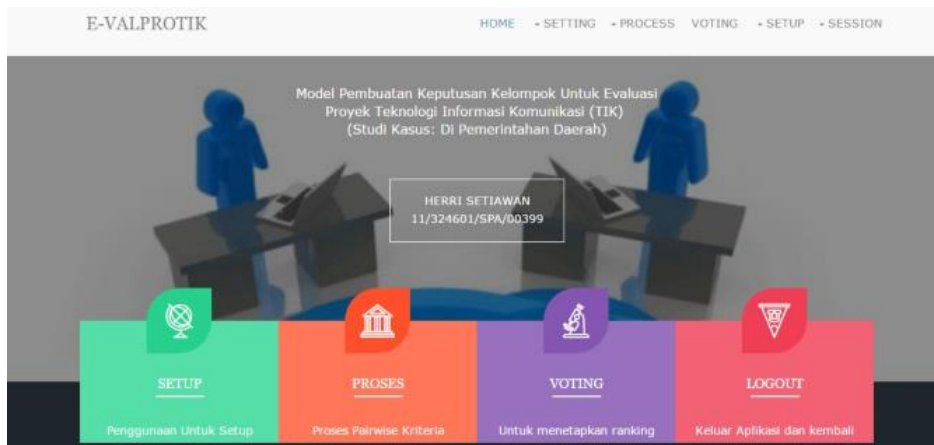 E-VALPROTIK
HOME
SETTING
PROCESS
VOTING
SETUP
SESSION
Model Pembuatan Keputusan Kelompok Untuk Evaluasi
Proyek Teknologi Informasi Komunikasi (TIK)
(Studi Kasus: Di Pemerintahan Daerah)
HERRI SETIAWAN
11/324601/SPA/00399
SETUP
Penggunaan Untuk Setup
PROSES
Proses Pairwise Kriteria
VOTING
Untuk menetapkan ranking
LOGOUT
Keluar Aplikasi dan kembali